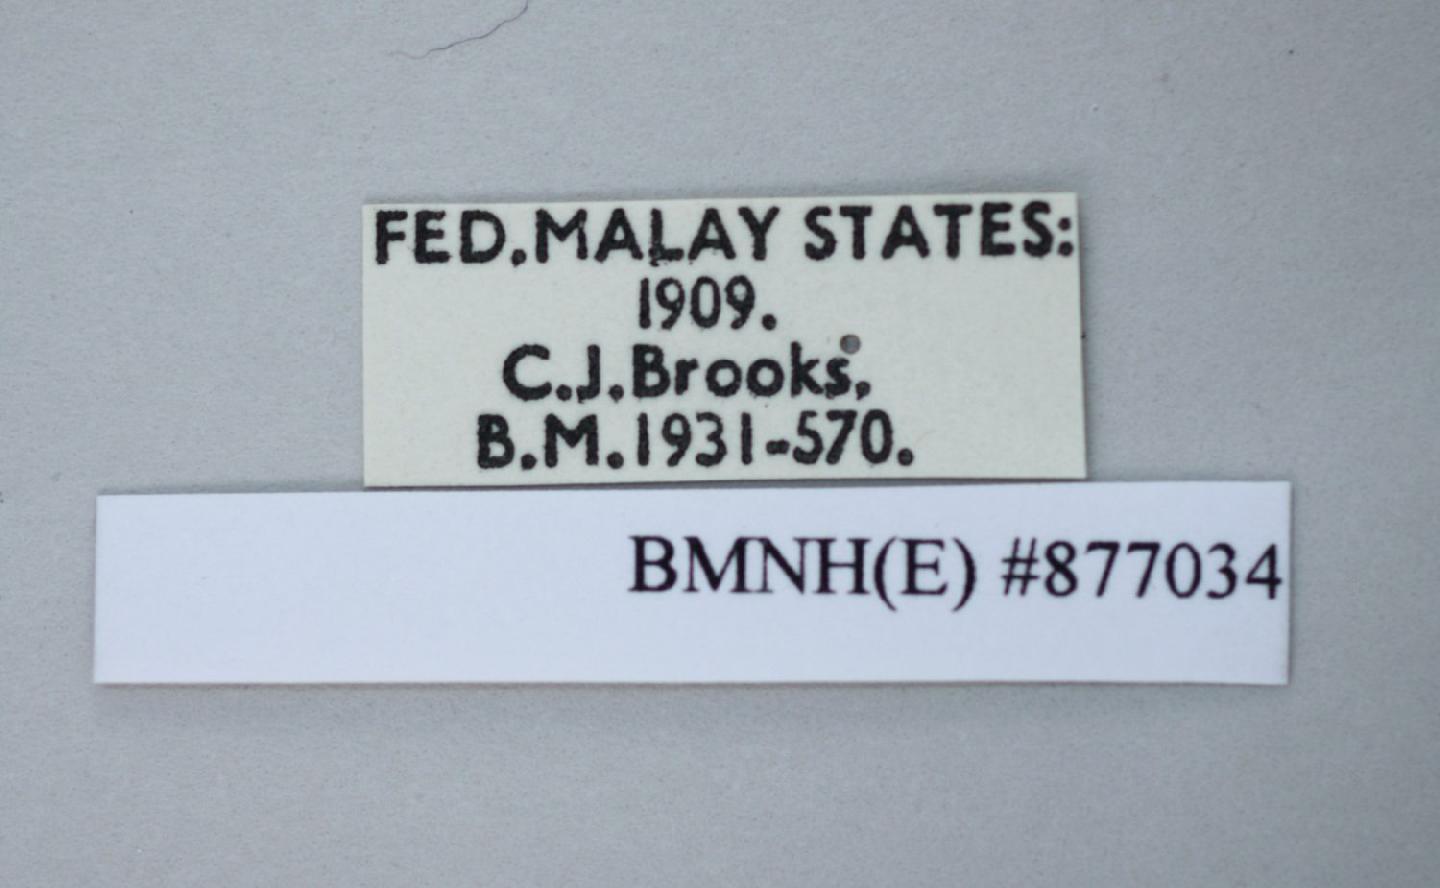 FED.MALAY STATES:
1909.
C.J.Brooks,
B.M.1931-570.
BMNH(E) #877034